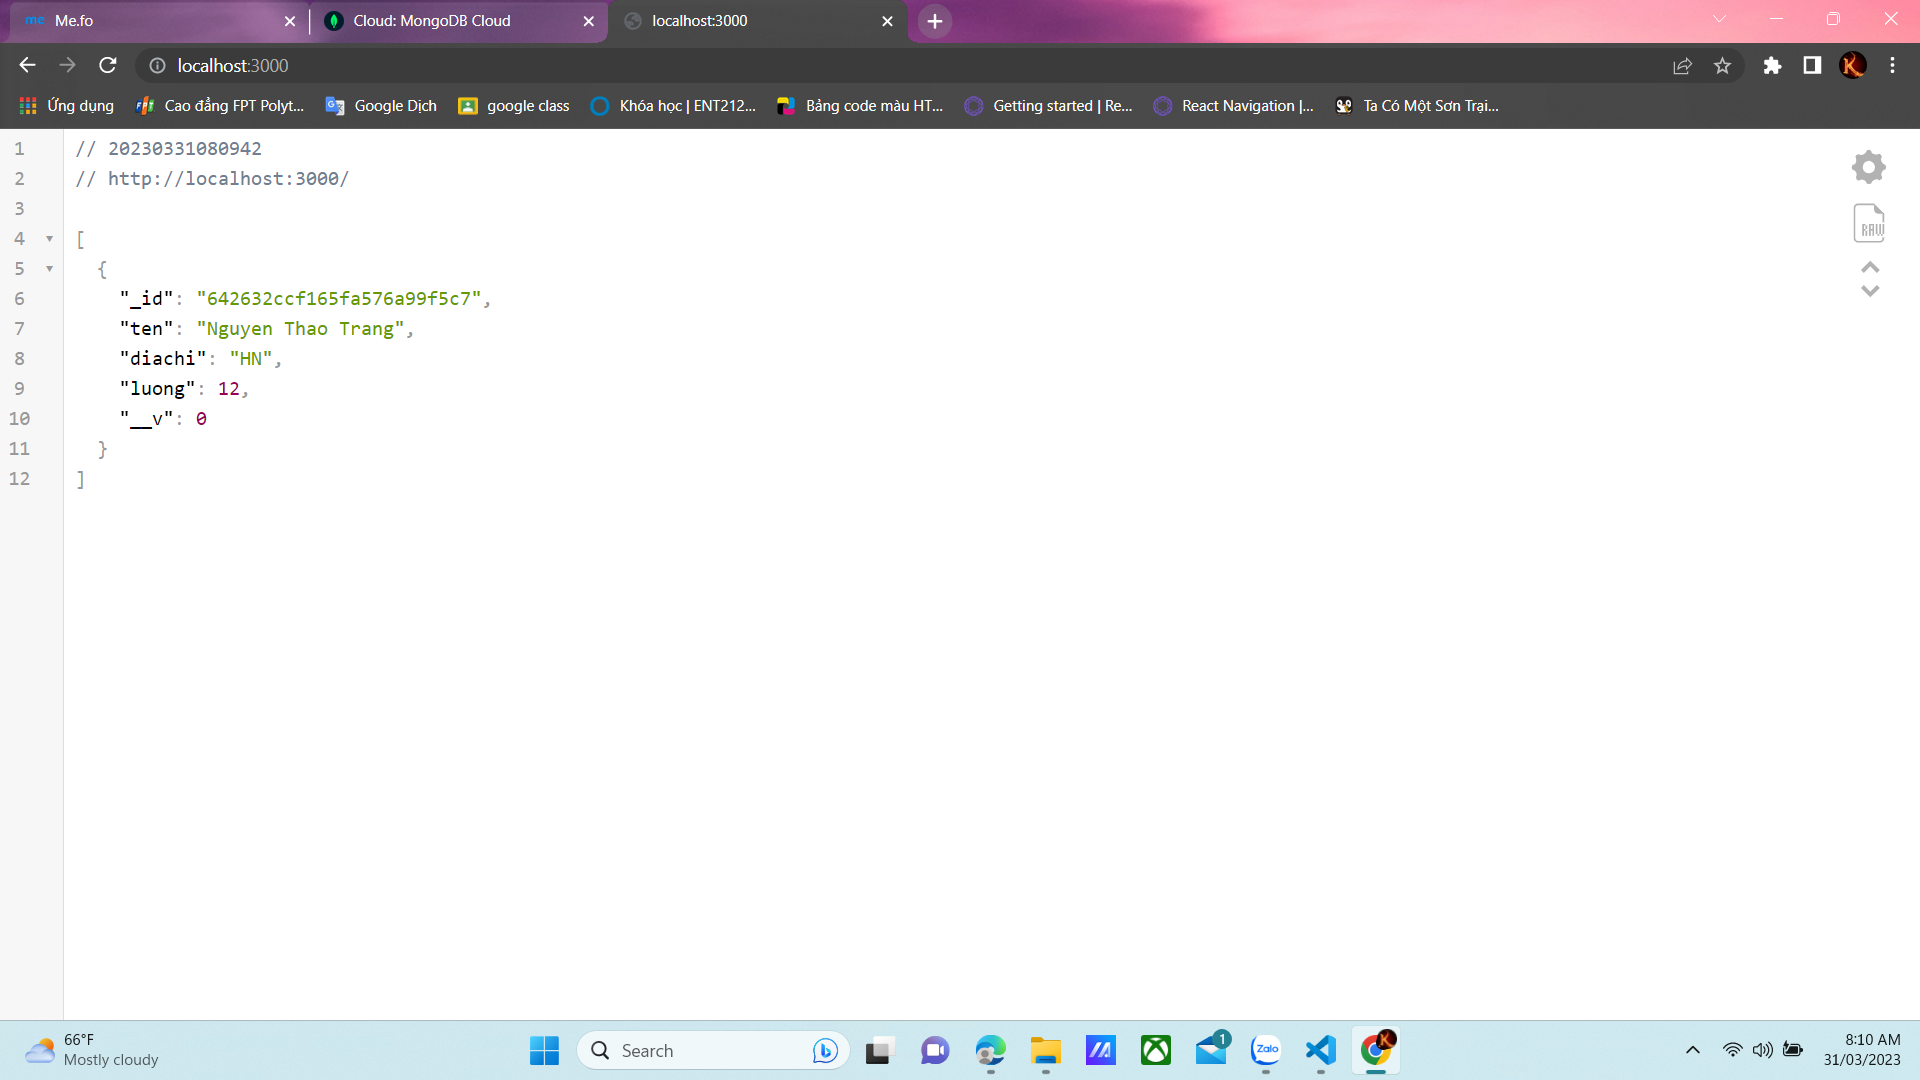 me Me.fo
Cloud: MongoDB Cloud
localhost:3000
localhost:3000
K
Ứng dụng
Cao đẳng FPT Polyt...
Google Dịch
google class
Khóa học | ENT212...
Bảng code màu HT...
Getting started | Re...
React Navigation |...
Ta Có Một Sơn Trại...
1 // 20230331080942
2 // http://localhost:3000/
3
4 [
5 {
6 "_id": "642632ccf165fa576a99f5c7",
7 "ten": "Nguyen Thao Trang",
8 "diachi": "HN",
9 "luong": 12,
10 "__v": 0
11 }
12 ]
RAW
66°F
Mostly cloudy
Search
1
Zalo
K
8:10 AM
31/03/2023